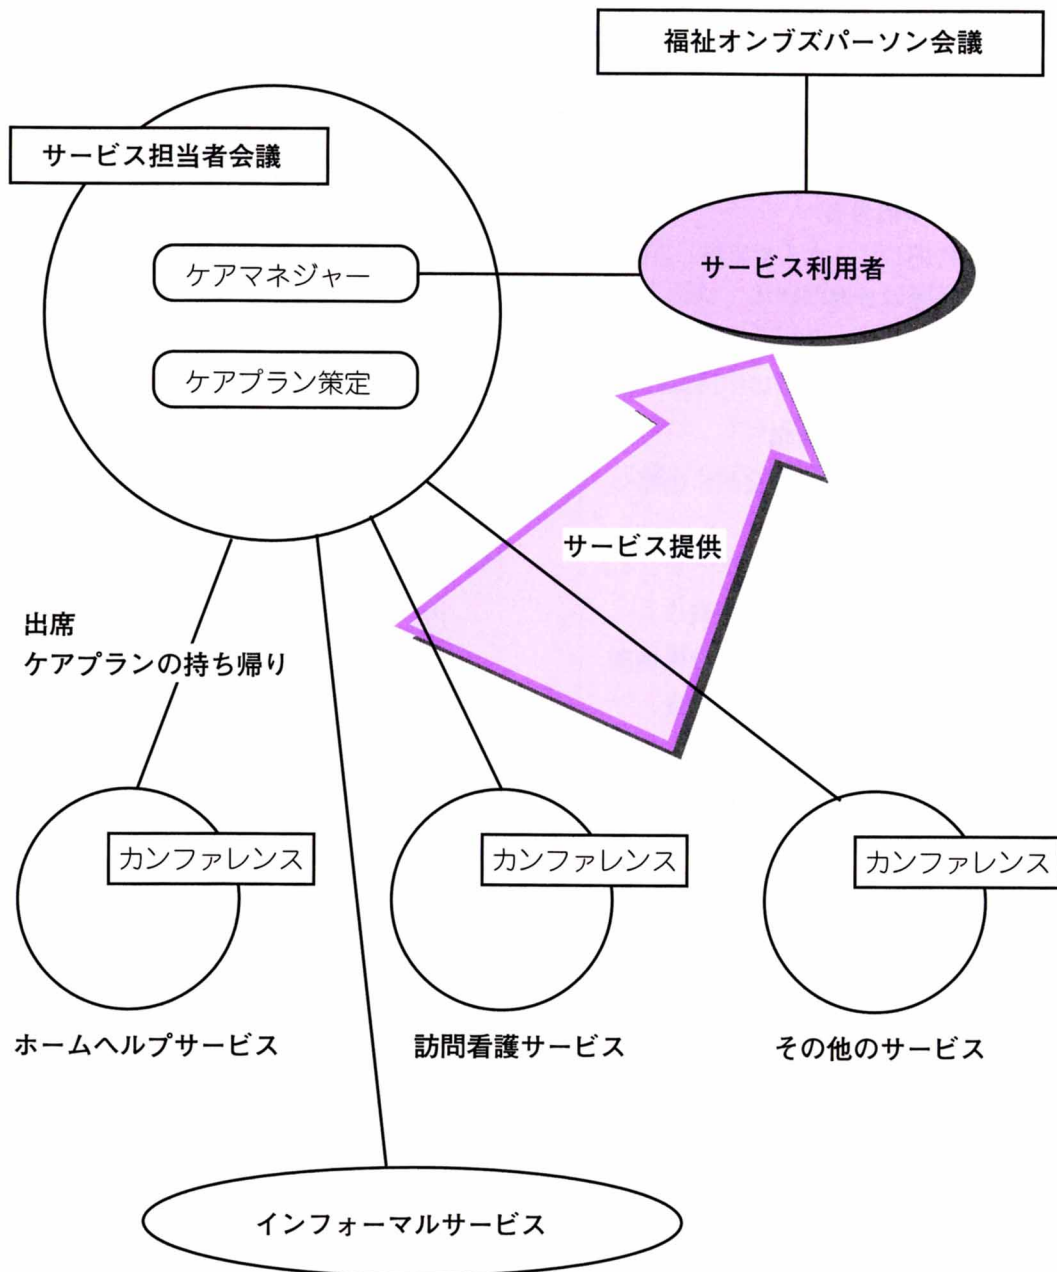 福祉オンブズパーソン会議
サービス担当者会議
ケアマネジャー
サービス利用者
ケアプラン策定
サービス提供
出席
ケアプランの持ち帰り
カンファレンス
カンファレンス
カンファレンス
ホームヘルプサービス
訪問看護サービス
その他のサービス
インフォーマルサービス